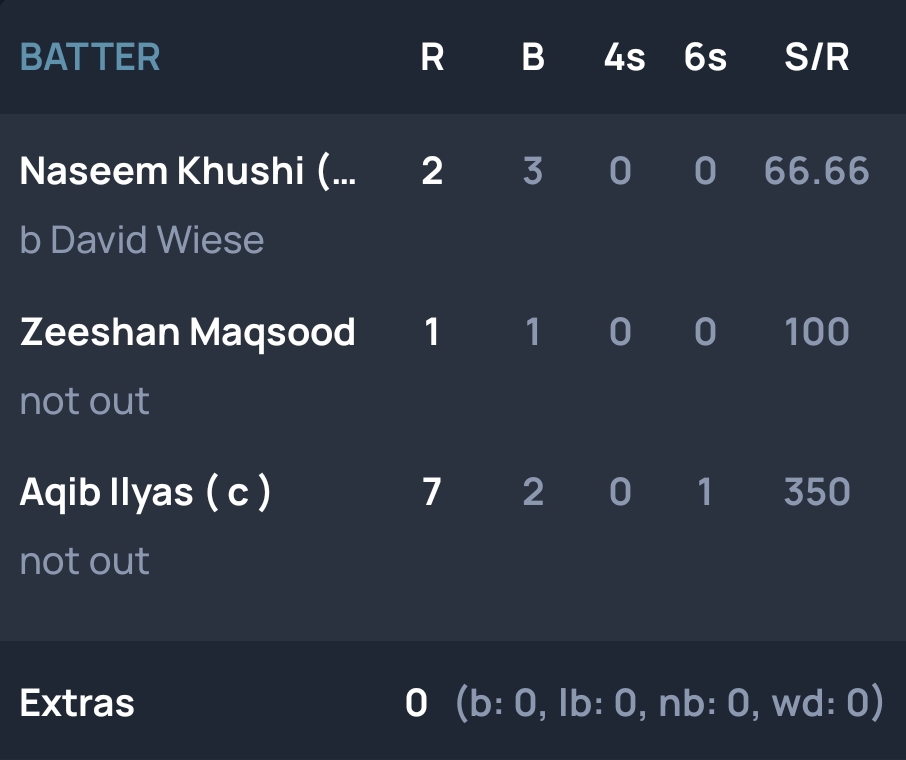 BATTER R B 4s 6s S/R
Naseem Khushi (... 2 3 0 0 66.66
b David Wiese
Zeeshan Maqsood 1 1 0 0 100
not out
Aqib Ilyas ( c ) 7 2 0 1 350
not out
Extras 0 (b: 0, lb: 0, nb: 0, wd: 0)